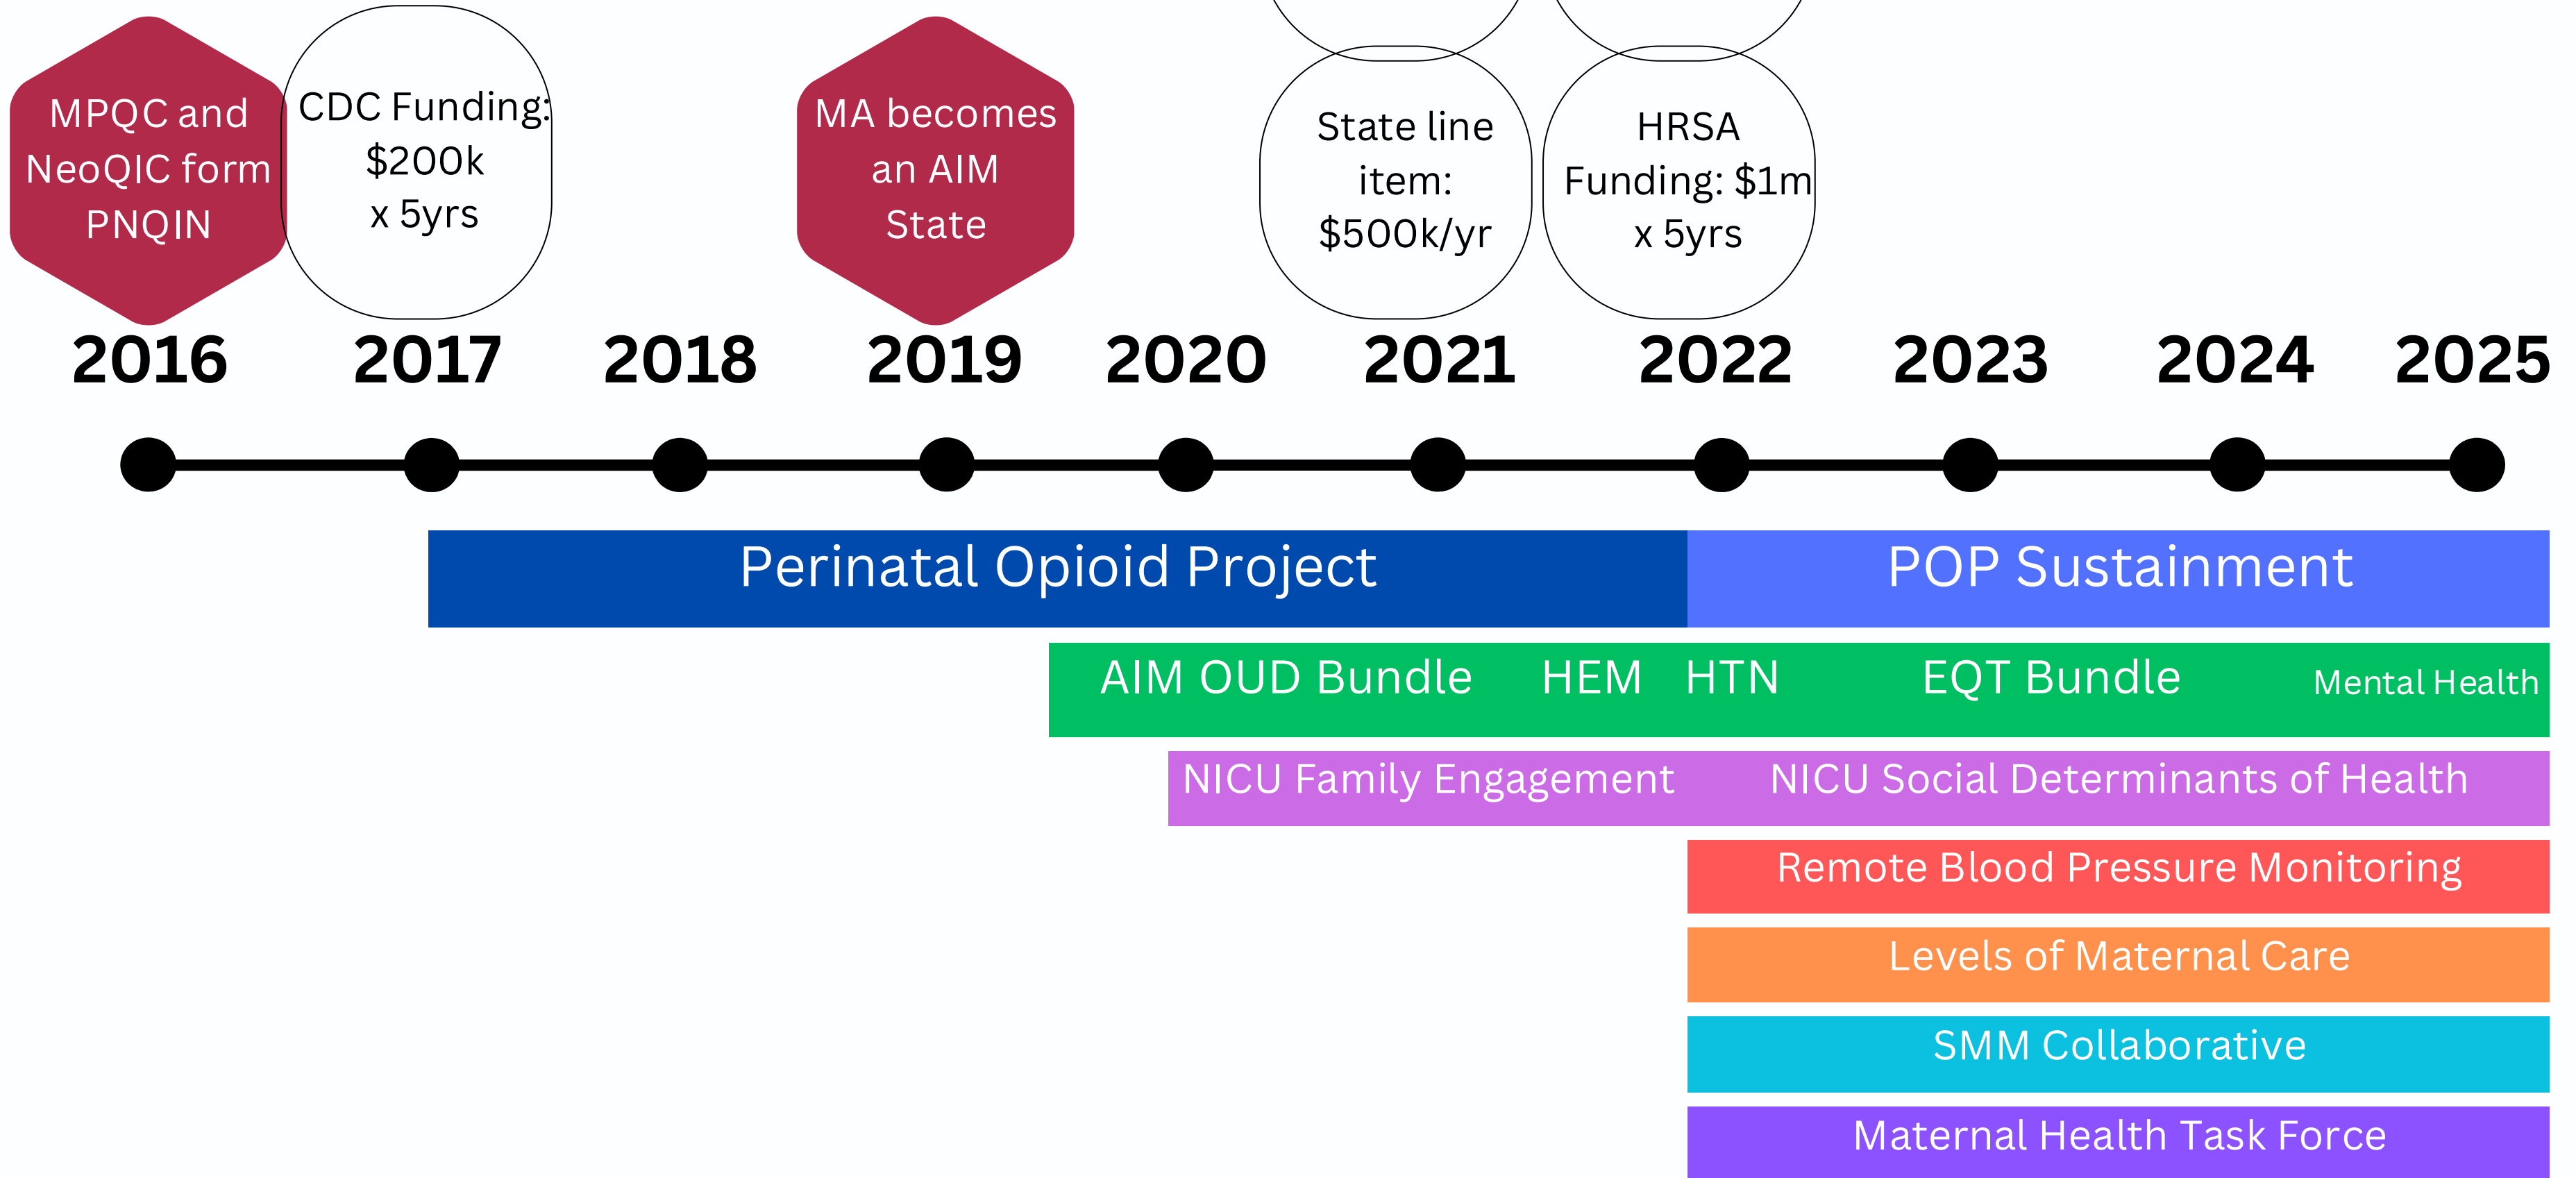 MPQC and
NeoQIC form
PNQIN
CDC Funding:
$200k
x 5yrs
MA becomes
an AIM
State
State line
item:
$500k/yr
HRSA
Funding: $1m
x 5yrs
2016 2017 2018 2019 2020 2021 2022 2023 2024 2025
Perinatal Opioid Project POP Sustainment
AIM OUD Bundle HEM HTN EQT Bundle Mental Health
NICU Family Engagement NICU Social Determinants of Health
Remote Blood Pressure Monitoring
Levels of Maternal Care
SMM Collaborative
Maternal Health Task Force